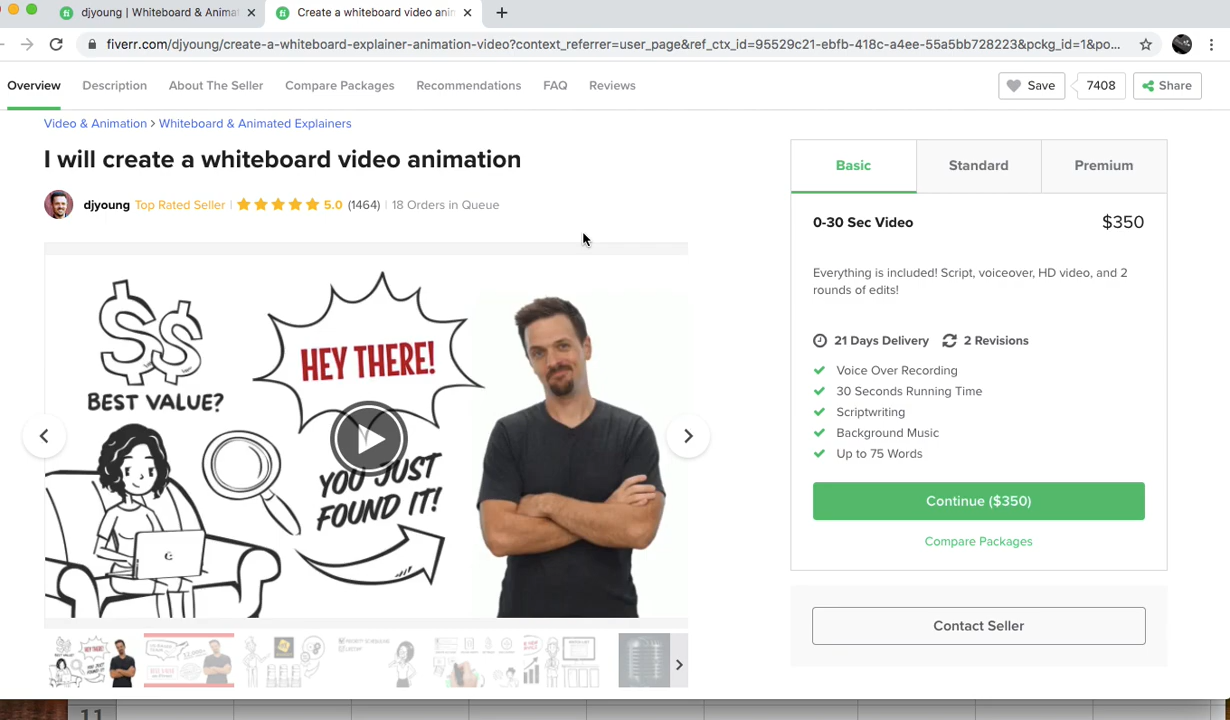 djyoung | Whiteboard & Animat
Create a whiteboard video anim
fiverr.com/djyoung/create-a-whiteboard-explainer-animation-video?context_referrer=user_page&ref_ctx_id=95529c21-ebfb-418c-a4ee-55a5bb728223&pckg_id=1&po...
Overview Description About The Seller Compare Packages Recommendations FAQ Reviews
Save 7408 Share
Video & Animation > Whiteboard & Animated Explainers
I will create a whiteboard video animation
djyoung Top Rated Seller | 5.0 (1464) | 18 Orders in Queue
$$
BEST VALUE?
HEY THERE!
YOU JUST
FOUND IT!
Basic Standard Premium
0-30 Sec Video $350
Everything is included! Script, voiceover, HD video, and 2
rounds of edits!
21 Days Delivery 2 Revisions
Voice Over Recording
30 Seconds Running Time
Scriptwriting
Background Music
Up to 75 Words
Continue ($350)
Compare Packages
Contact Seller
11